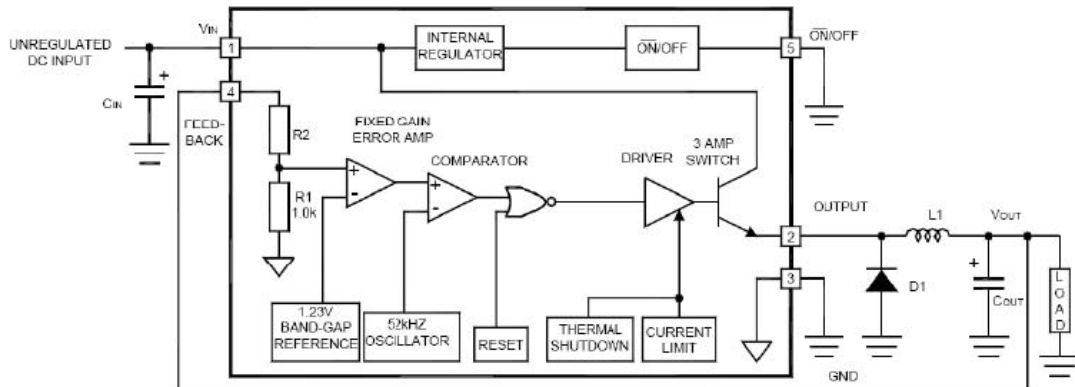 VIN
UNREGULATED
DC INPUT
1
INTERNAL
REGULATOR
ON/OFF
5
ON/OFF
CIN
+
4
FEED-
BACK
R2
R1
1.0k
FIXED GAIN
ERROR AMP
+
-
COMPARATOR
+
-
DRIVER
3 AMP
SWITCH
OUTPUT
2
L1
VOUT
3
D1
+
COUT
LOAD
1.23V
BAND-GAP
REFERENCE
52kHZ
OSCILLATOR
RESET
THERMAL
SHUTDOWN
CURRENT
LIMIT
GND